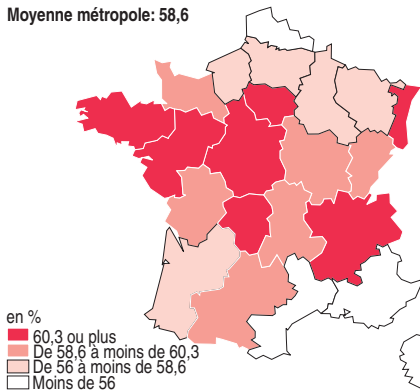 Moyenne métropole: 58,6
en %
60,3 ou plus
De 58,6 à moins de 60,3
De 56 à moins de 58,6
Moins de 56